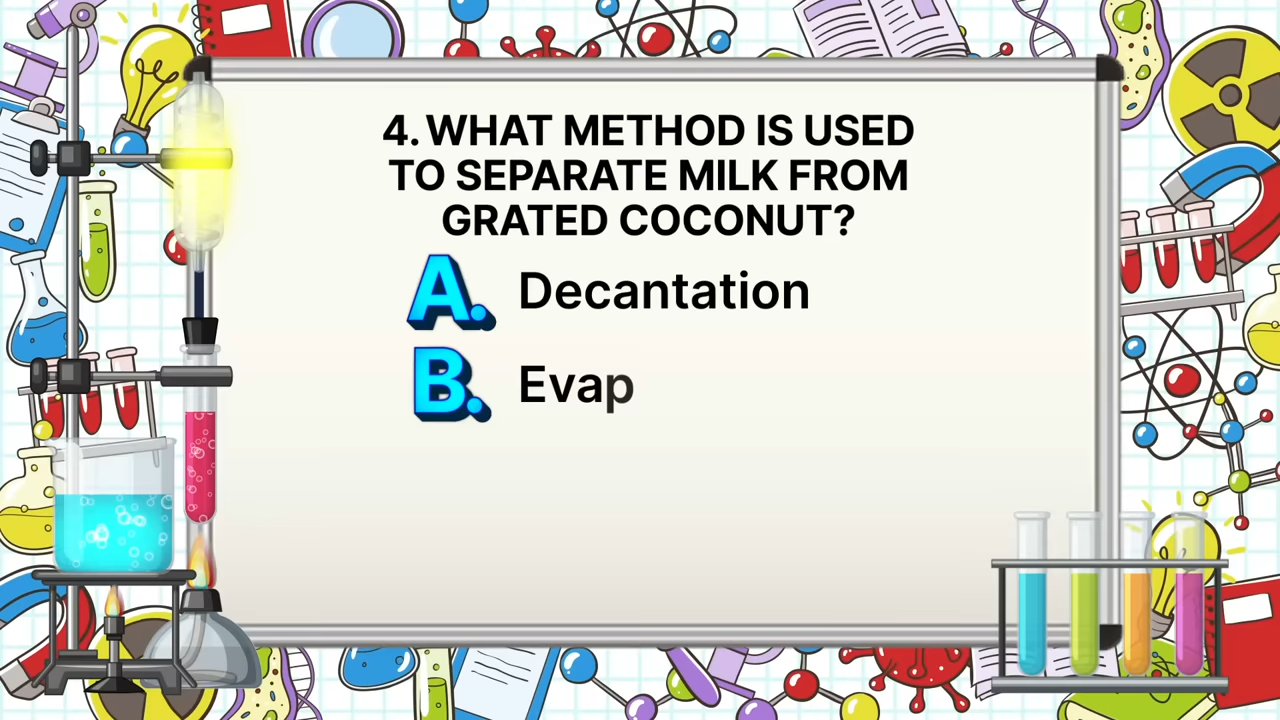 4. WHAT METHOD IS USED
TO SEPARATE MILK FROM
GRATED COCONUT?
A. Decantation
B. Evap